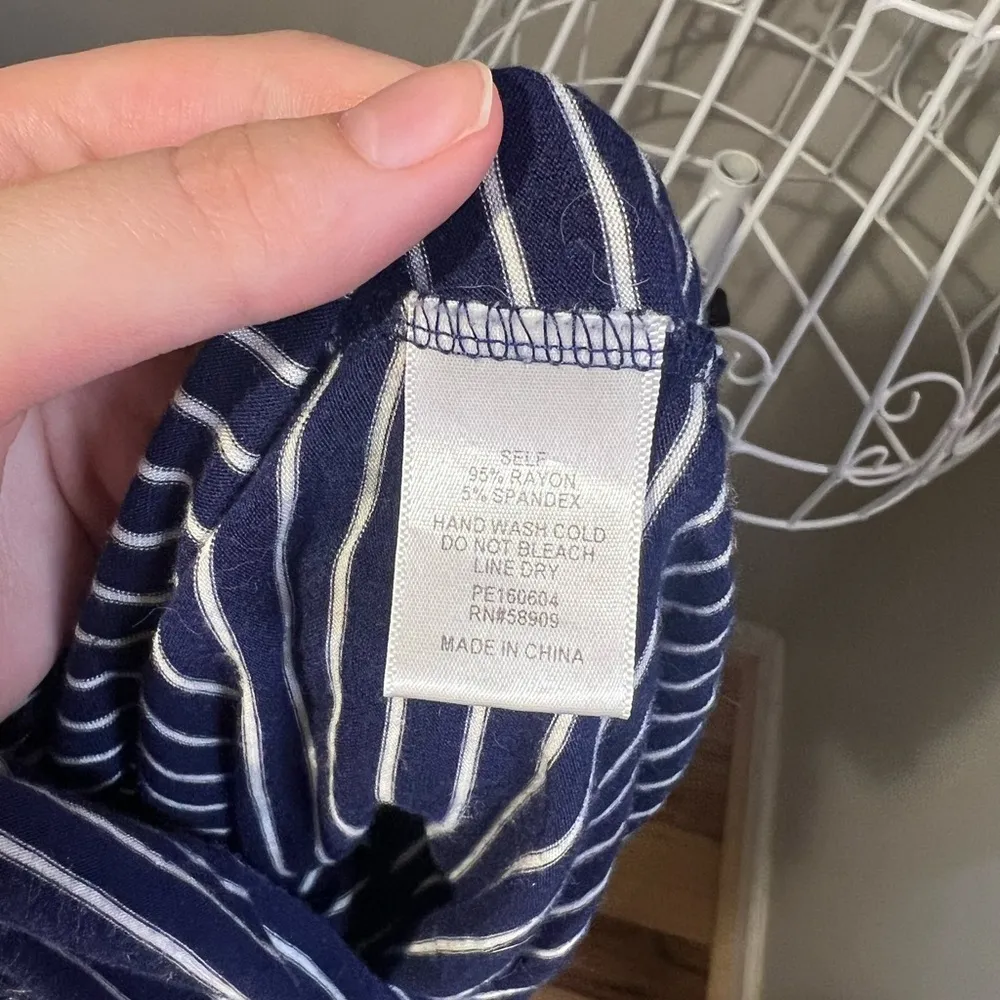 SELF
95% RAYON
5% SPANDEX
HAND WASH COLD
DO NOT BLEACH
LINE DRY
PE160604
RN#58909
MADE IN CHINA